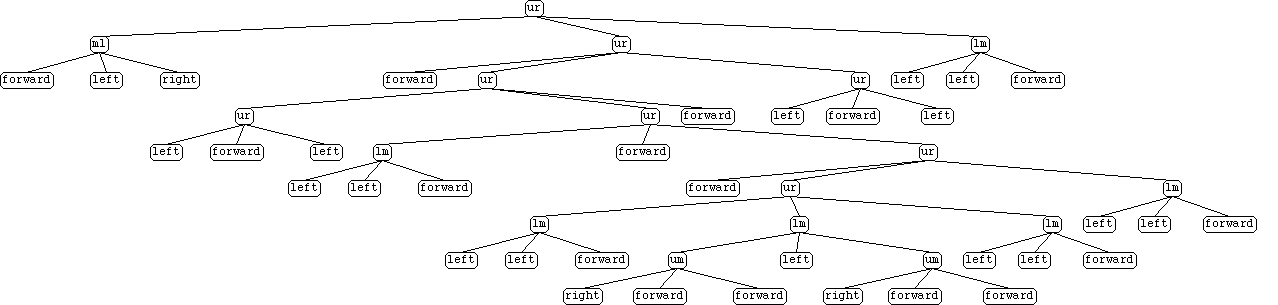 ur
ml ur lm
forward left right forward ur ur left left forward
ur ur forward left forward left
left forward left lm forward ur
left left forward forward ur lm
lm lm lm left left forward
left left forward um left um left left forward
right forward forward right forward forward